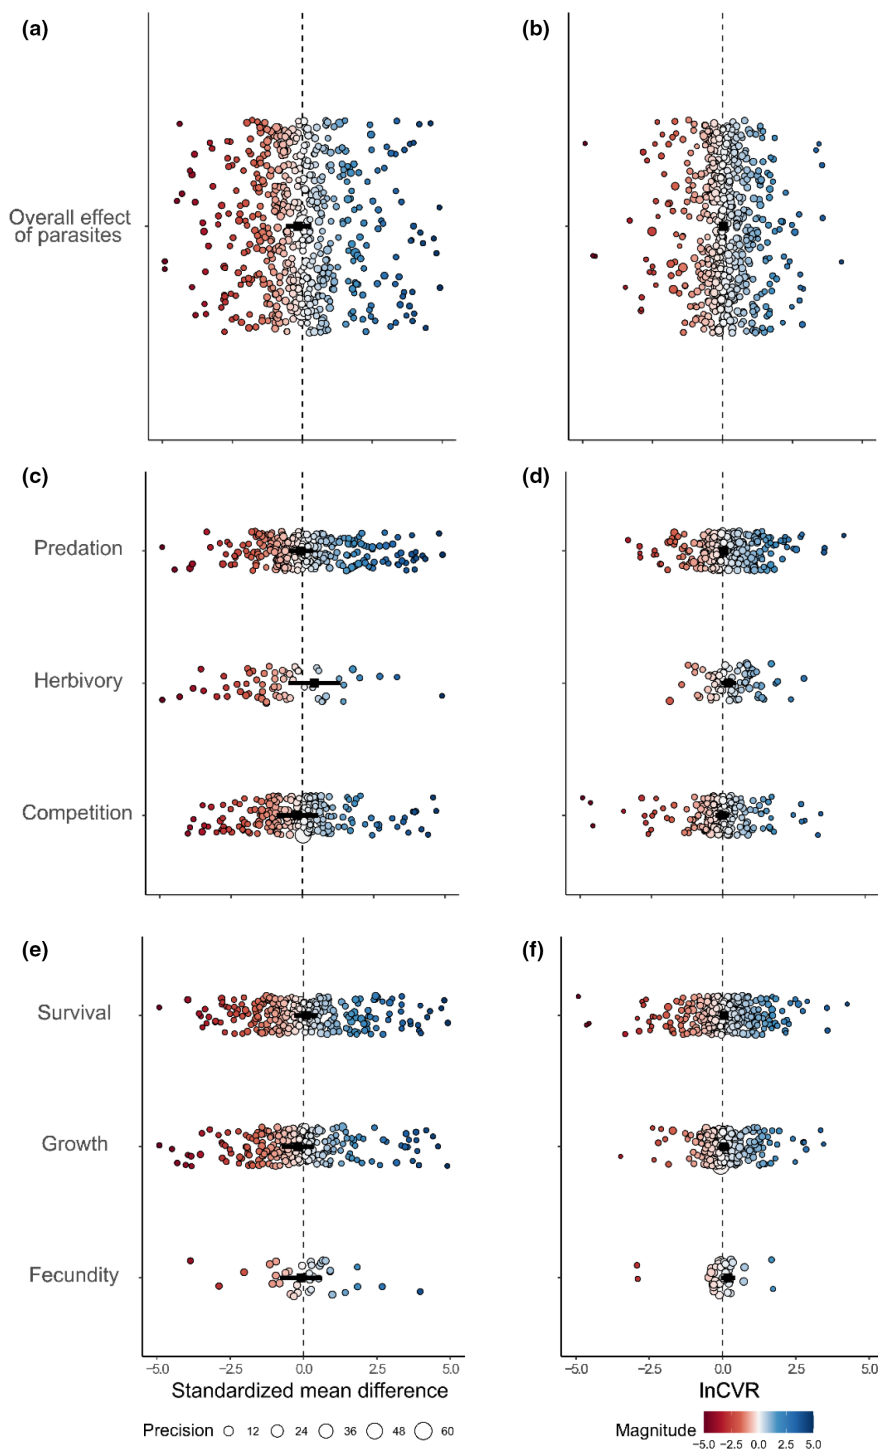 (a)
(b)
Overall effect
of parasites
(c)
(d)
Predation
Herbivory
Competition
(e)
(f)
Survival
Growth
Fecundity
−5.0 −2.5 0.0 2.5 5.0
−5.0 −2.5 0.0 2.5 5.0
Standardized mean difference
lnCVR
Precision 12 24 36 48 60
Magnitude
−5.0 −2.5 0.0 2.5 5.0